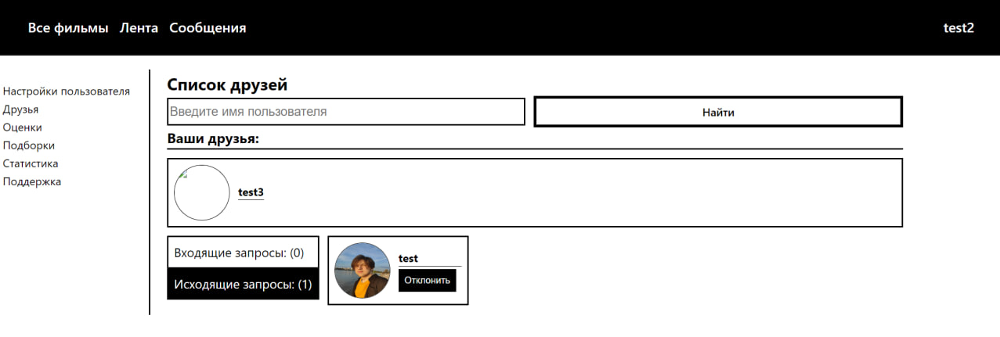 Все фильмы Лента Сообщения test2
Настройки пользователя
Друзья
Оценки
Подборки
Статистика
Поддержка
Список друзей
Введите имя пользователя Найти
Ваши друзья:
test3
Входящие запросы: (0)
Исходящие запросы: (1)
test
Отклонить